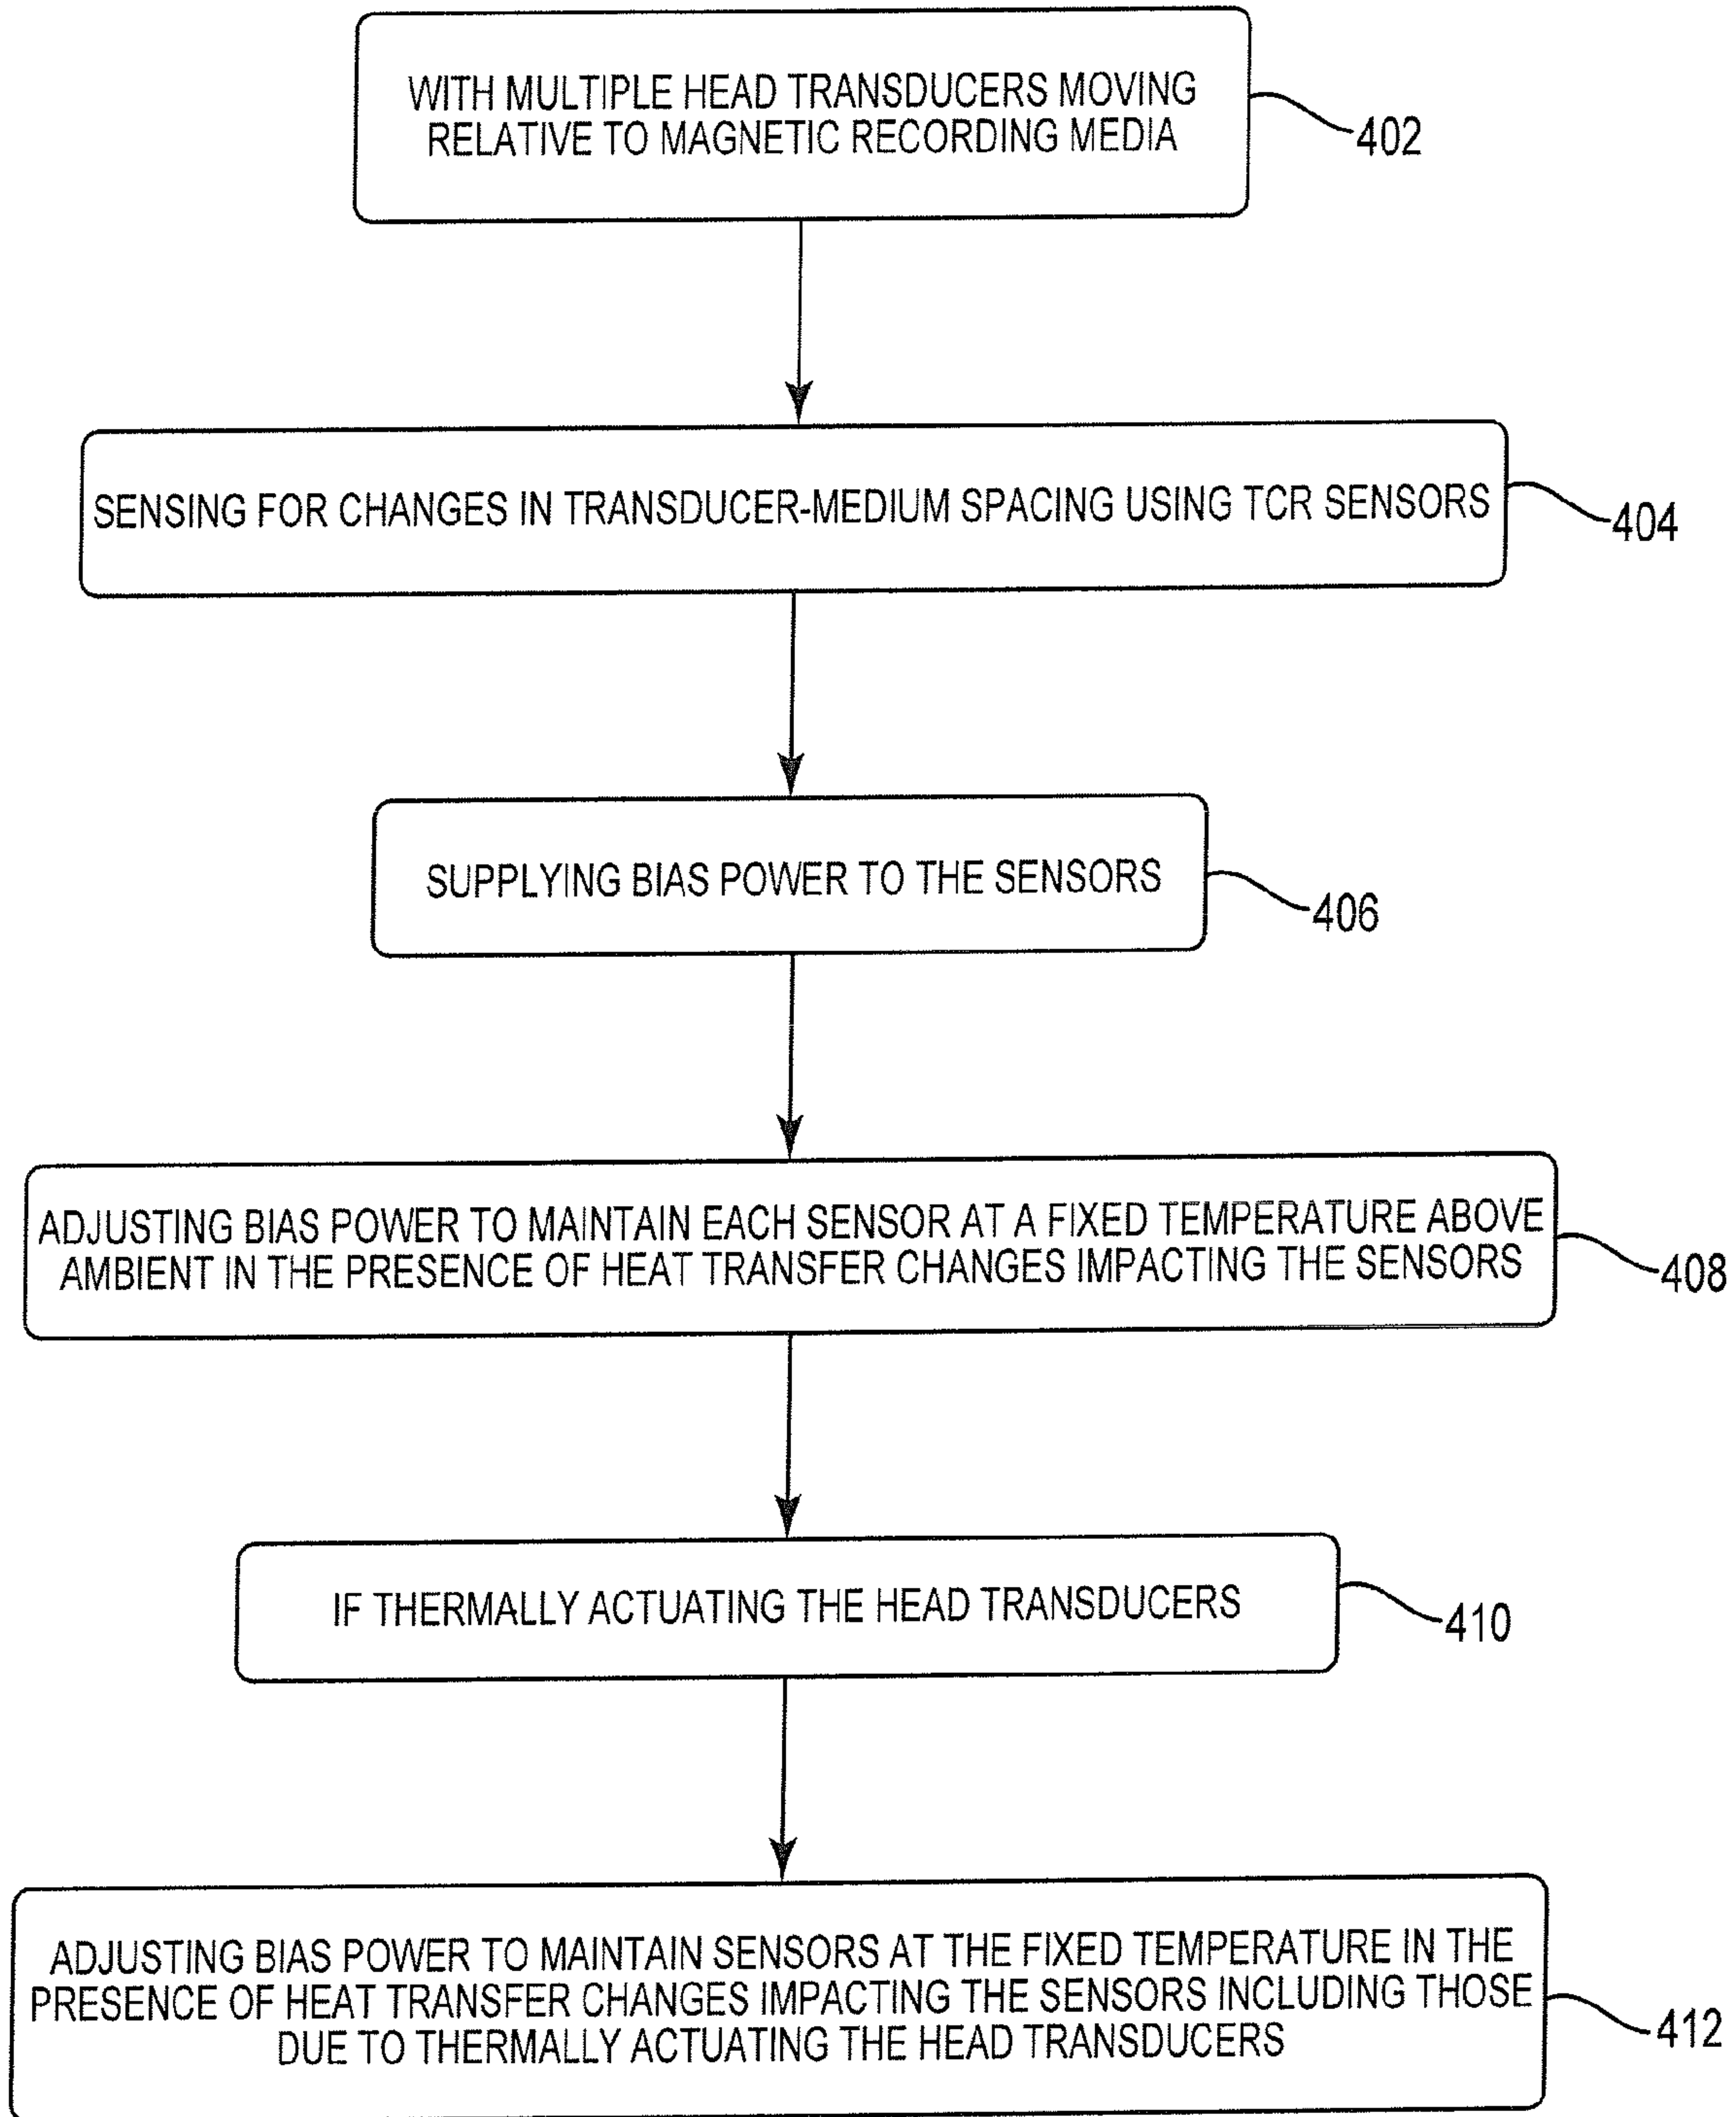 WITH MULTIPLE HEAD TRANSDUCERS MOVING
RELATIVE TO MAGNETIC RECORDING MEDIA
402
SENSING FOR CHANGES IN TRANSDUCER-MEDIUM SPACING USING TCR SENSORS
404
SUPPLYING BIAS POWER TO THE SENSORS
406
ADJUSTING BIAS POWER TO MAINTAIN EACH SENSOR AT A FIXED TEMPERATURE ABOVE
AMBIENT IN THE PRESENCE OF HEAT TRANSFER CHANGES IMPACTING THE SENSORS
408
IF THERMALLY ACTUATING THE HEAD TRANSDUCERS
410
ADJUSTING BIAS POWER TO MAINTAIN SENSORS AT THE FIXED TEMPERATURE IN THE
PRESENCE OF HEAT TRANSFER CHANGES IMPACTING THE SENSORS INCLUDING THOSE
DUE TO THERMALLY ACTUATING THE HEAD TRANSDUCERS
412